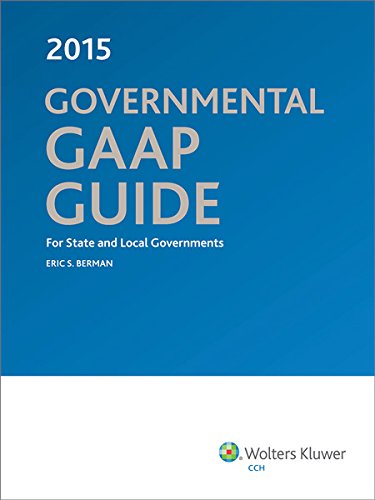 2015
GOVERNMENTAL
GAAP
GUIDE
For State and Local Governments
ERIC S. BERMAN
Wolters Kluwer
CCH